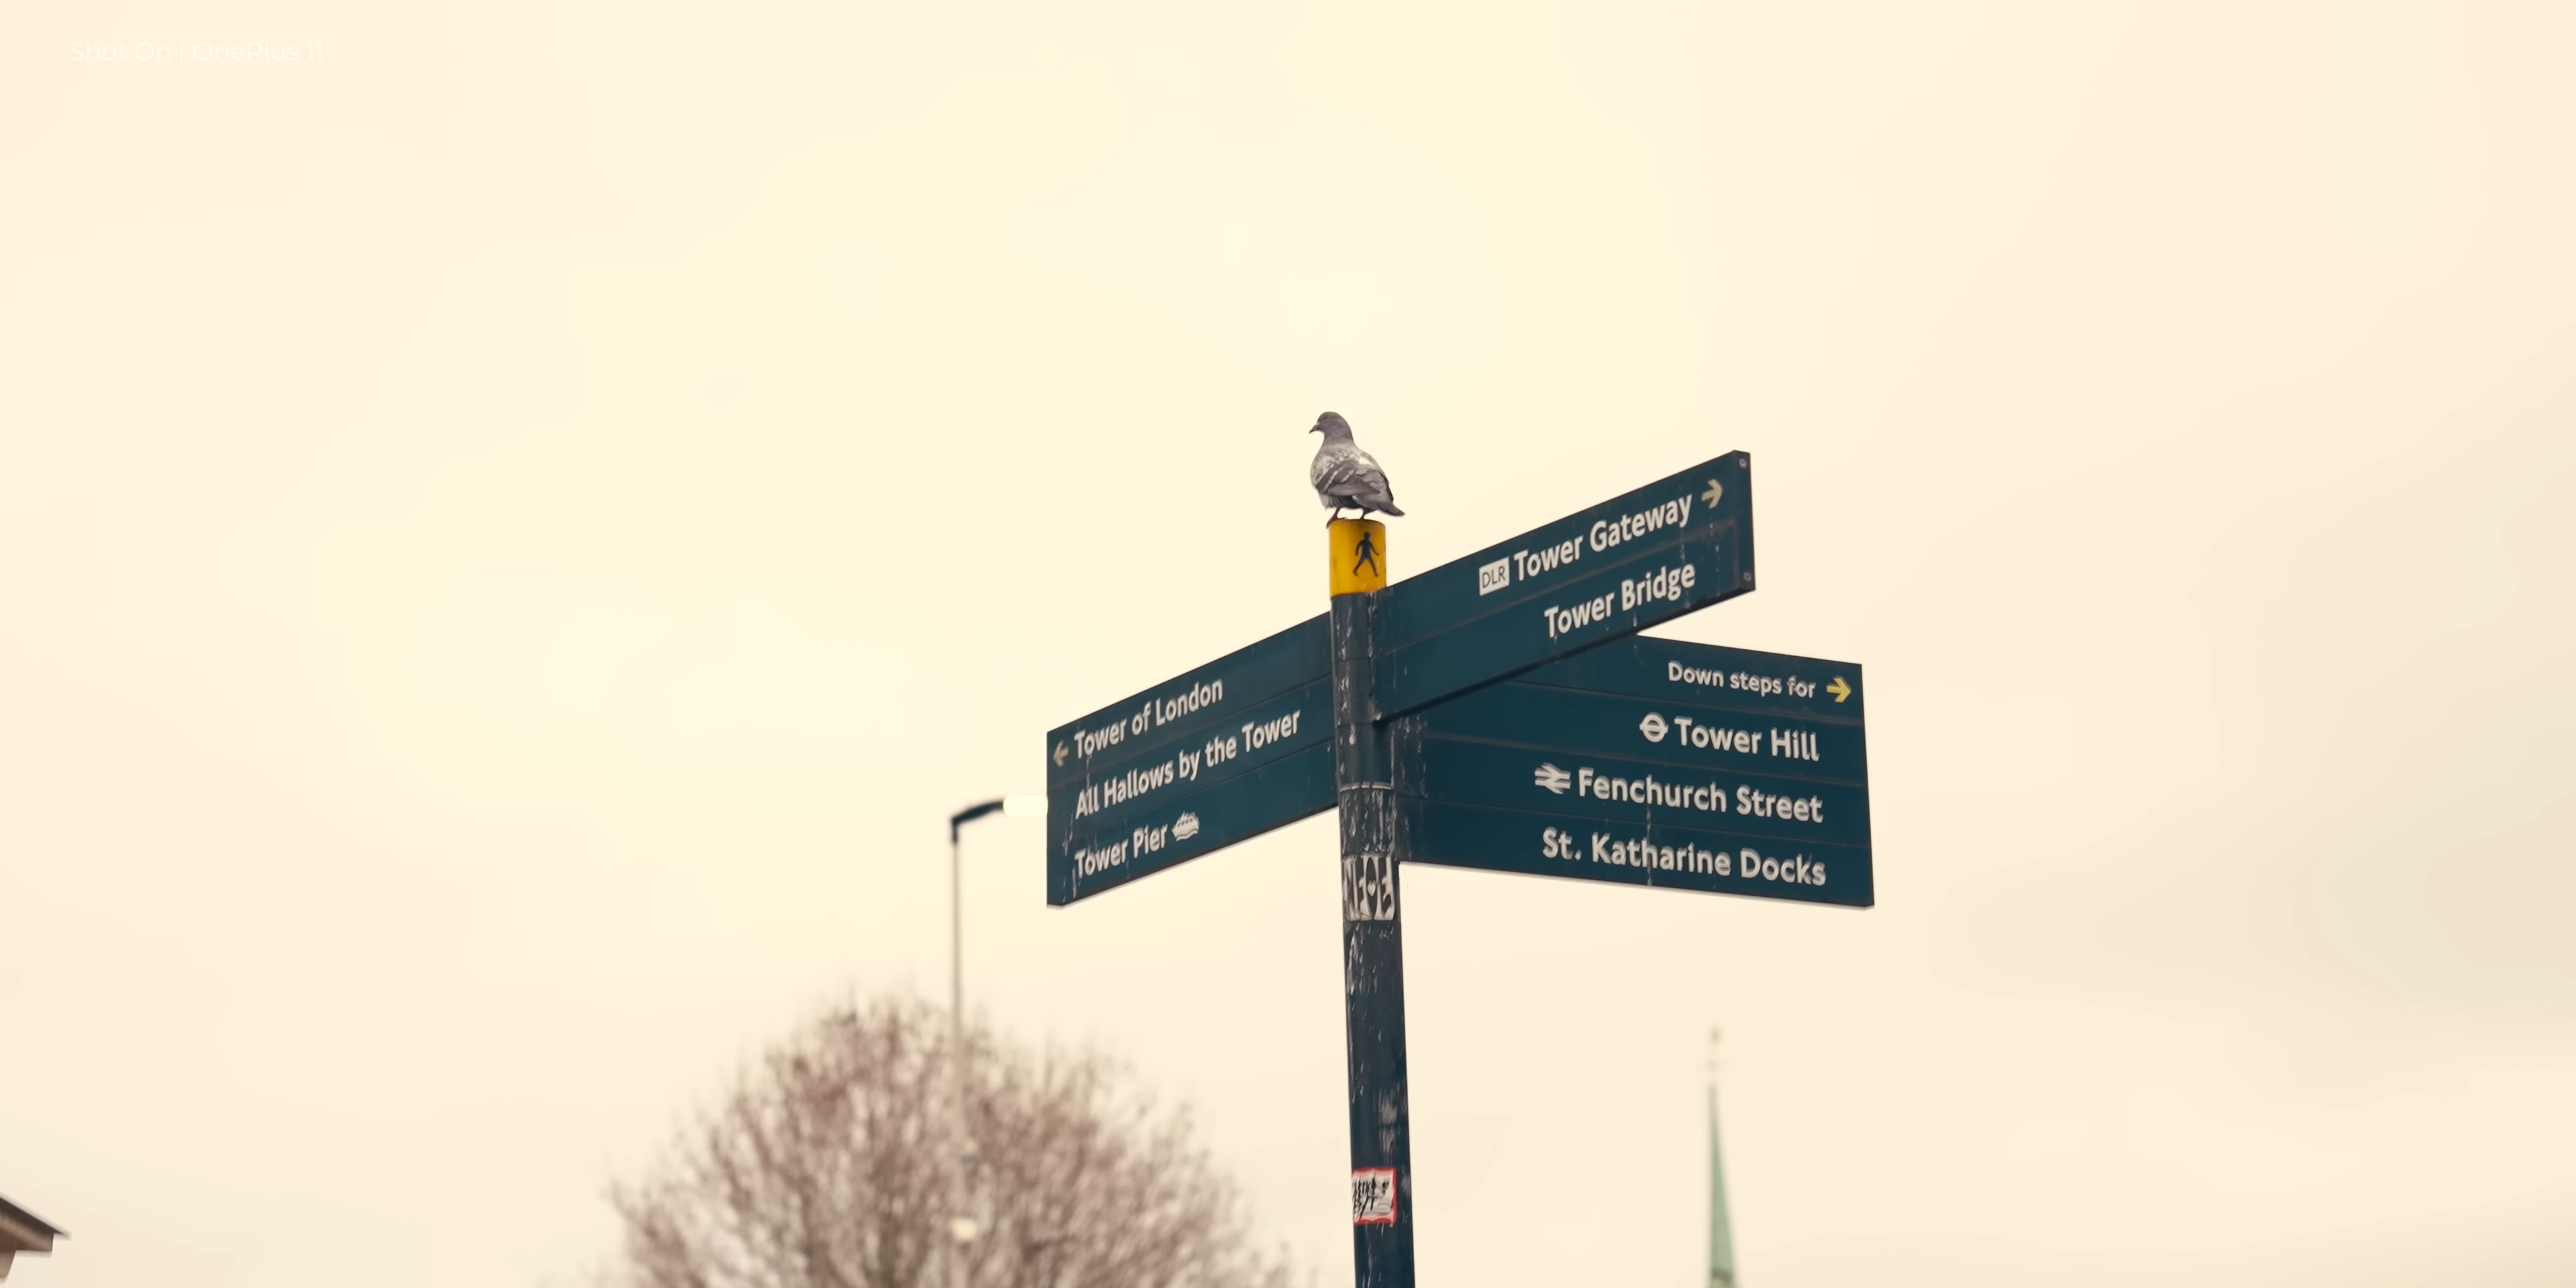 Shot On | OnePlus 11
DLR Tower Gateway
Tower Bridge
Tower of London
All Hallows by the Tower
Tower Pier
Down steps for
Tower Hill
Fenchurch Street
St. Katharine Docks